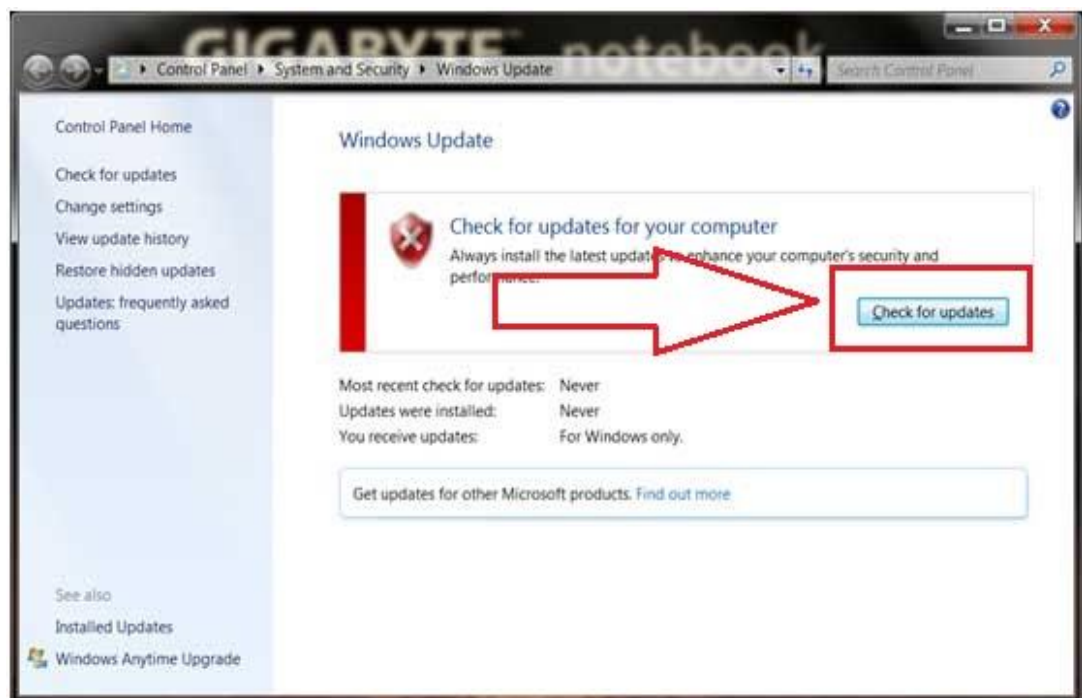 GIGABYTE notebook
Control Panel System and Security Windows Update
Search Control Panel
Control Panel Home
Check for updates
Change settings
View update history
Restore hidden updates
Updates: frequently asked
questions
See also
Installed Updates
Windows Anytime Upgrade
Windows Update
Check for updates for your computer
Always install the latest updates to enhance your computer's security and
performance.
Check for updates
Most recent check for updates: Never
Updates were installed: Never
You receive updates: For Windows only.
Get updates for other Microsoft products. Find out more